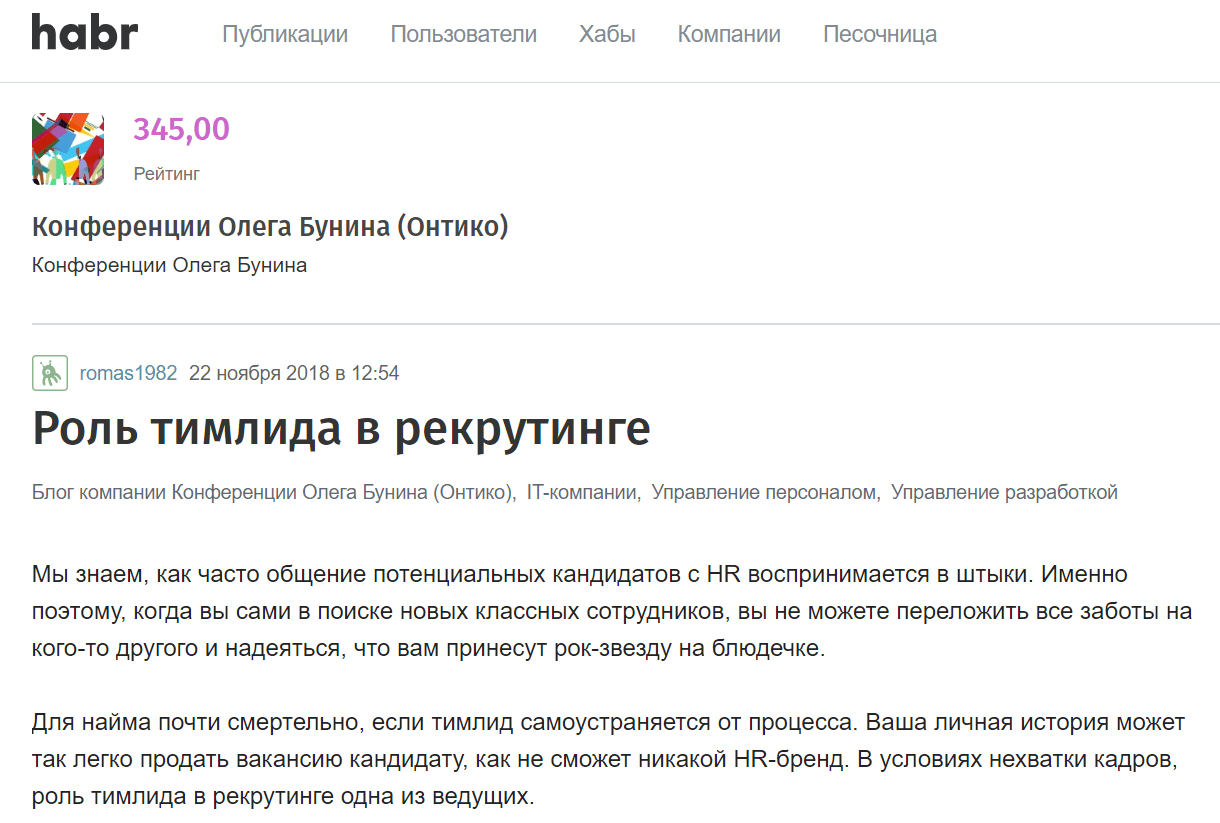 habr Публикации Пользователи Хабы Компании Песочница
345,00
Рейтинг
Конференции Олега Бунина (Онтико)
Конференции Олега Бунина
romas1982 22 ноября 2018 в 12:54
Роль тимлида в рекрутинге
Блог компании Конференции Олега Бунина (Онтико), IT-компании, Управление персоналом, Управление разработкой
Мы знаем, как часто общение потенциальных кандидатов с HR воспринимается в штыки. Именно
поэтому, когда вы сами в поиске новых классных сотрудников, вы не можете переложить все заботы на
кого-то другого и надеяться, что вам принесут рок-звезду на блюдечке.
Для найма почти смертельно, если тимлид самоустраняется от процесса. Ваша личная история может
так легко продать вакансию кандидату, как не сможет никакой HR-бренд. В условиях нехватки кадров,
роль тимлида в рекрутинге одна из ведущих.